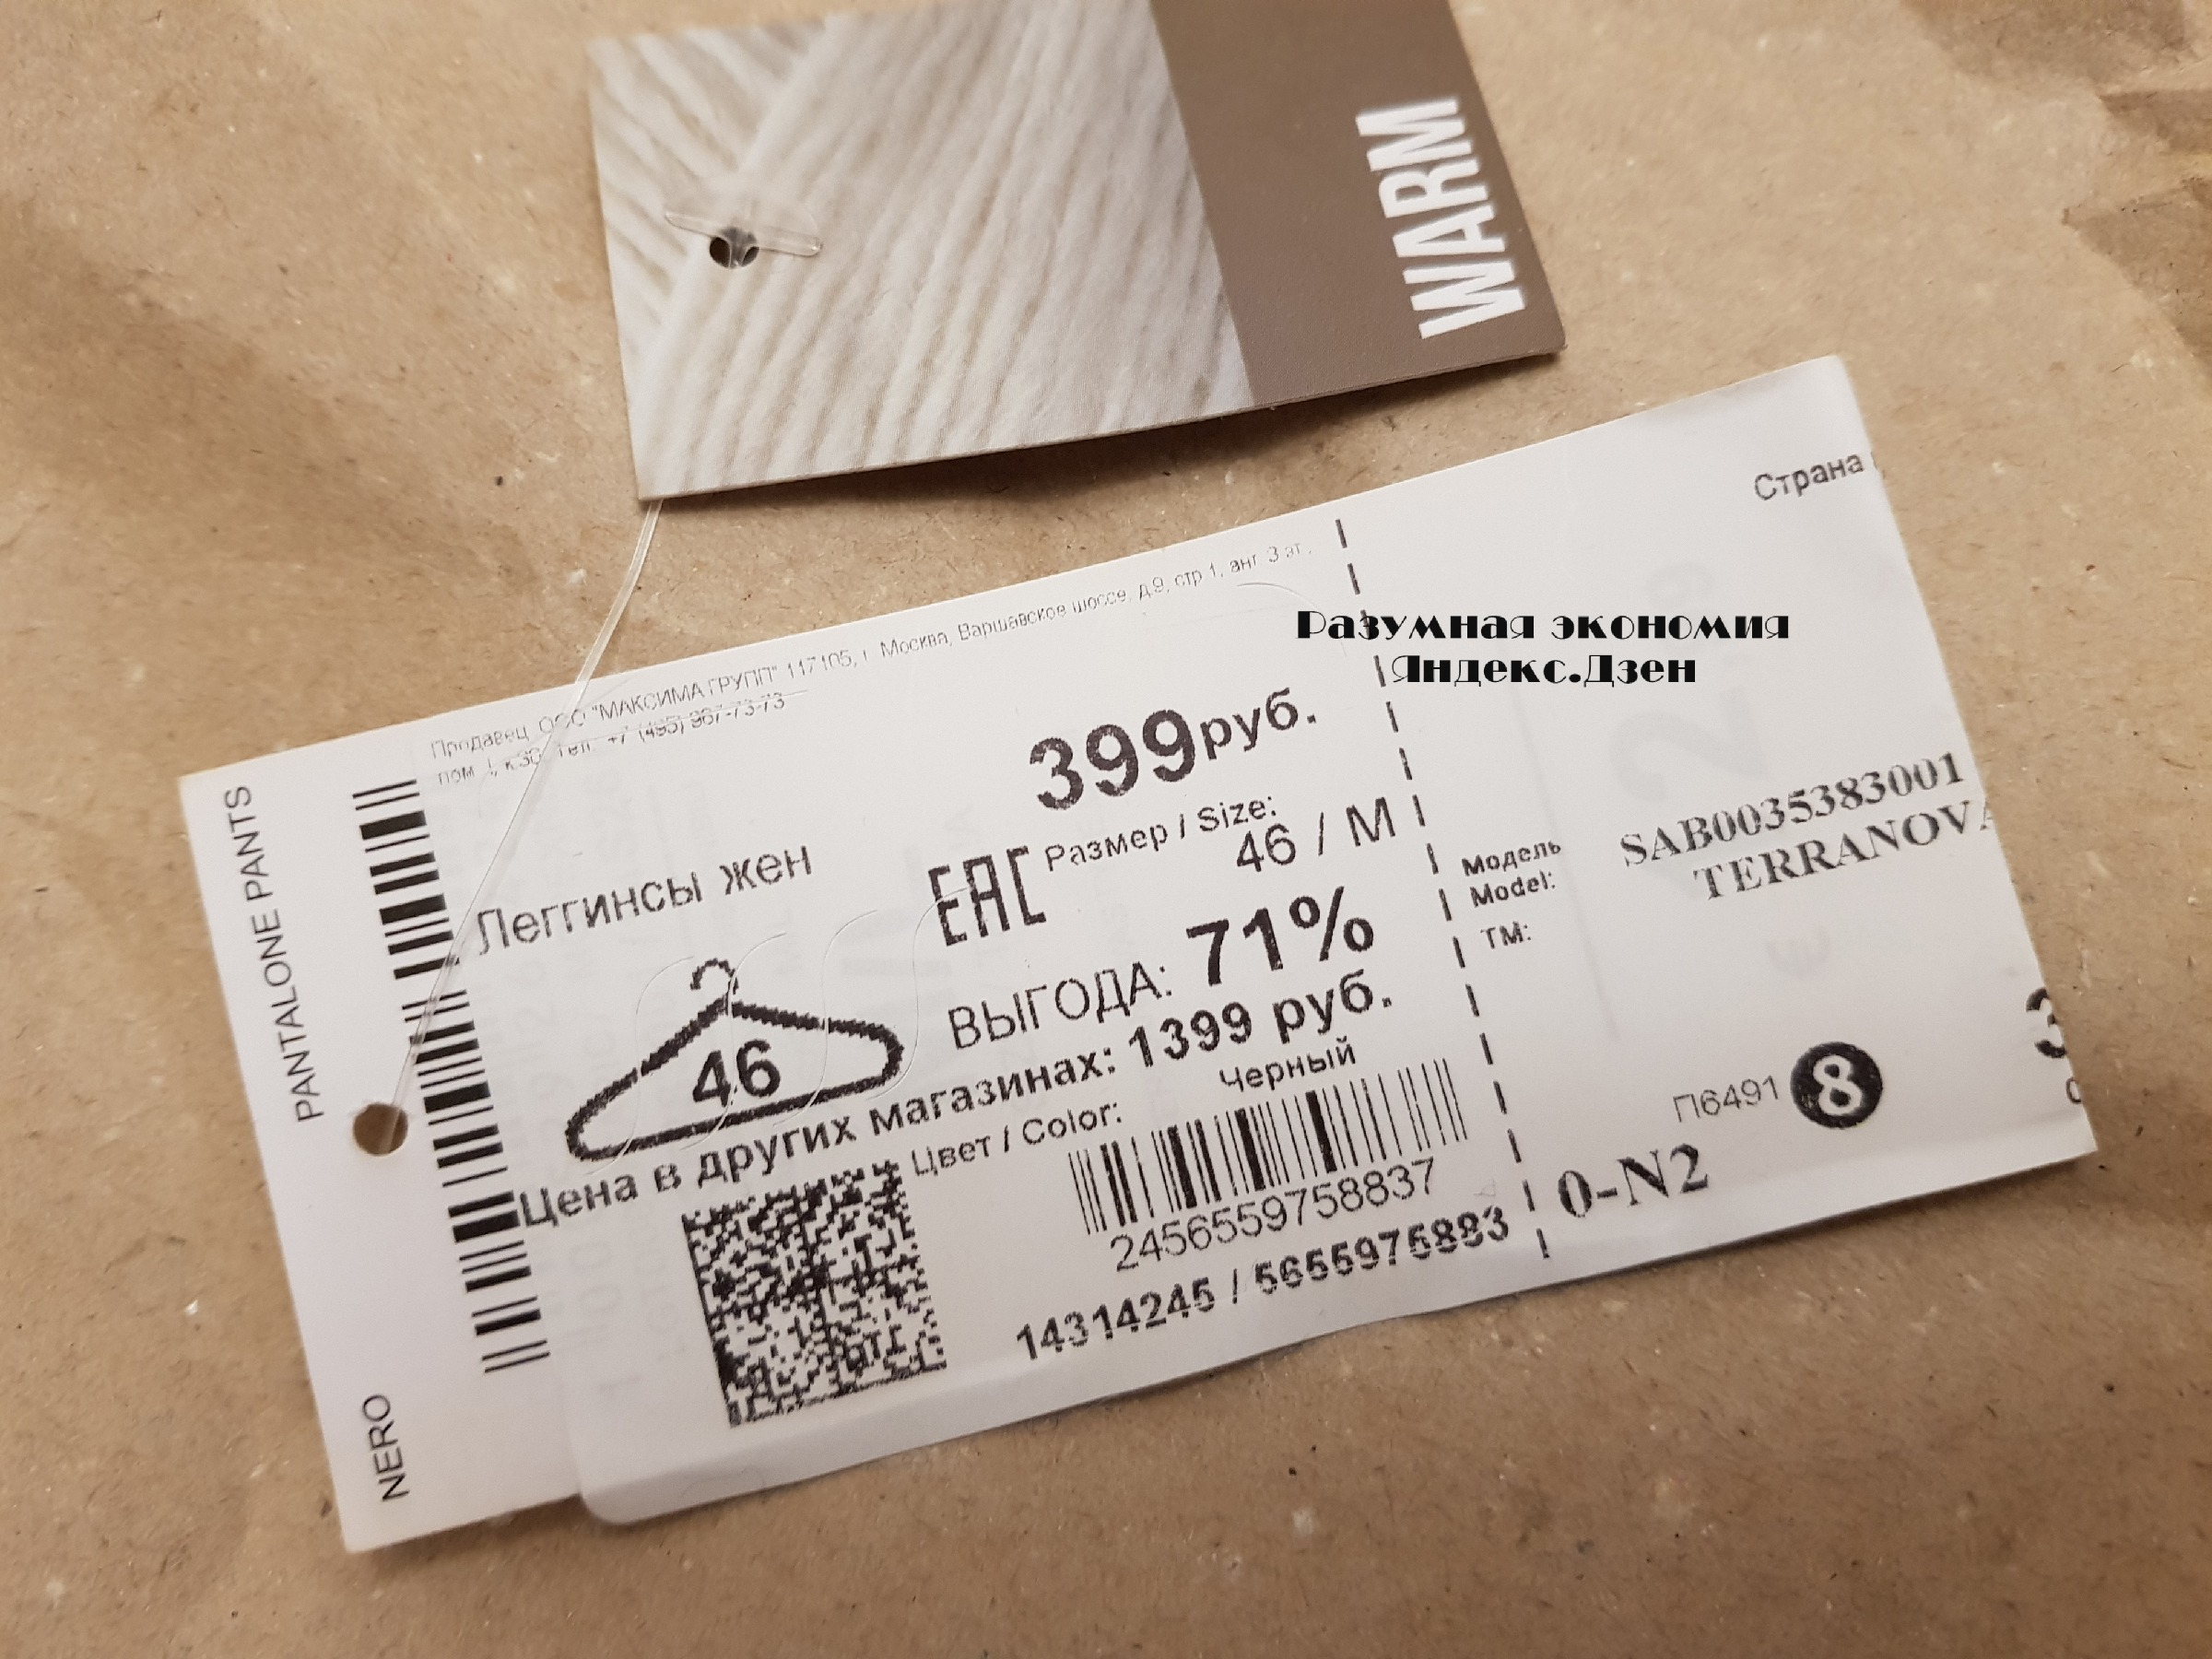 WARM
Страна
Продавец ООО "МАКСИМА ГРУПП" 117105, г Москва, Варшавское шоссе, д.9, стр 1, анг 3 эт.,
пом. I, к.30 Тел. +7 (495) 967-73-73
Разумная экономия
Яндекс.Дзен
PANTALONE PANTS
NERO
399руб.
Леггинсы жен
EAC
Размер / Size:
46 / M
46
ВЫГОДА: 71%
Цена в других магазинах: 1399 руб.
Цвет / Color:
Черный
2456559758837
14314245 / 5655975883
SAB0035383001
Модель
Model:
ТМ:
TERRANOVA
П6491 8
0-N2